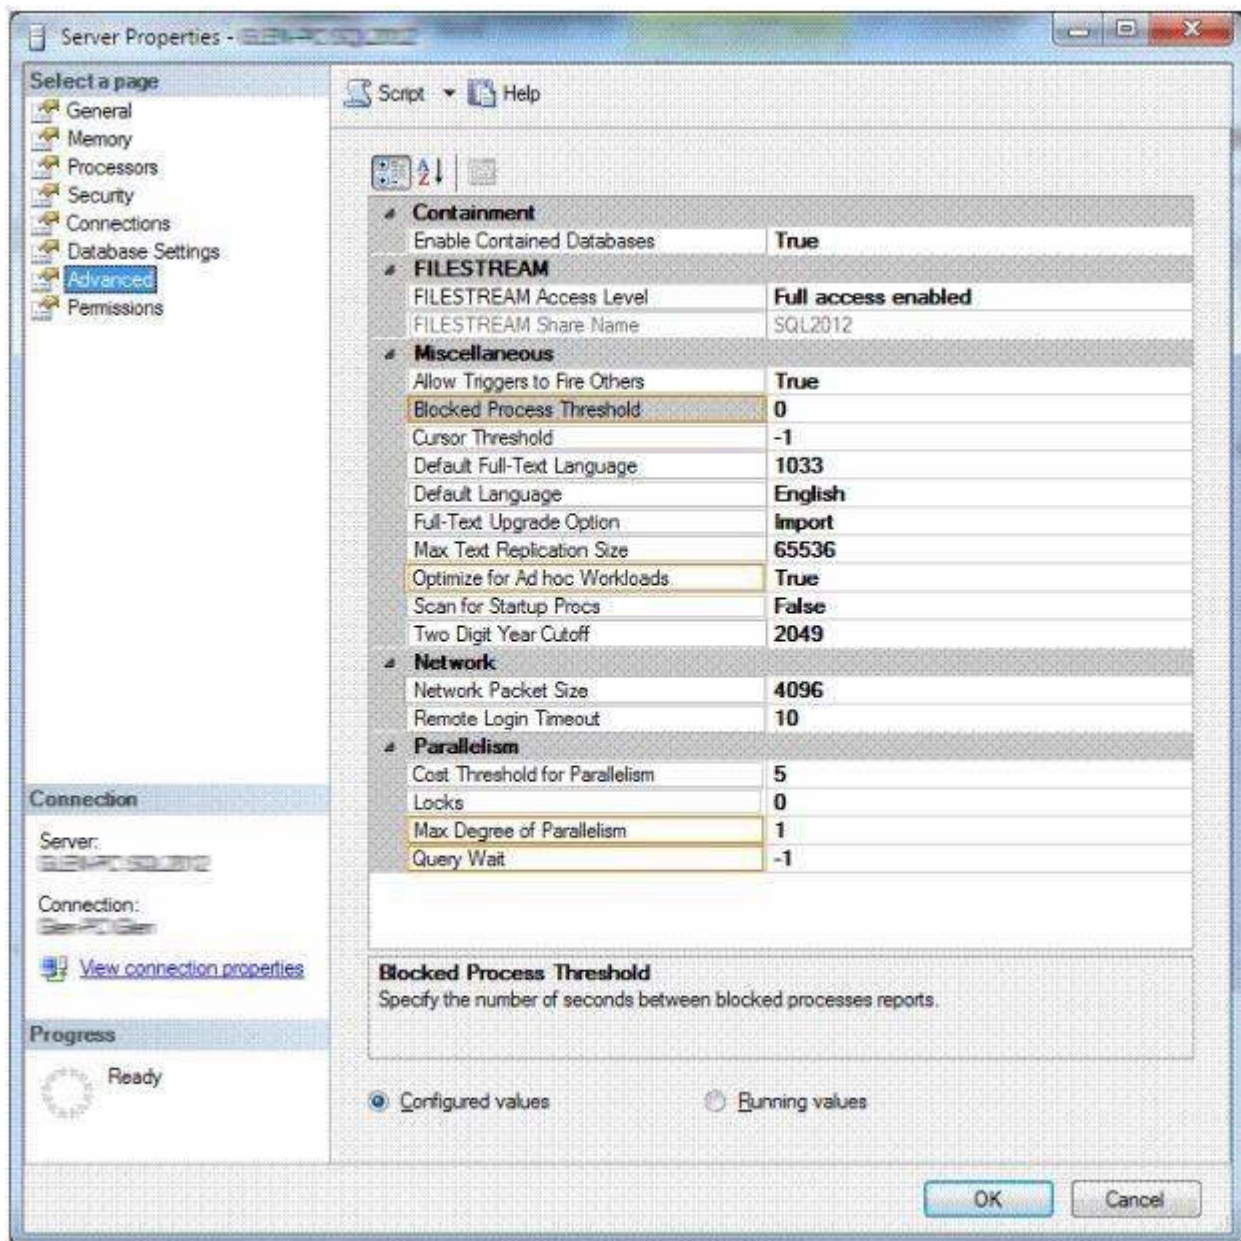 Server Properties -
Select a page
General
Memory
Processors
Security
Connections
Database Settings
Advanced
Permissions
Connection
Server:
Connection:
View connection properties
Progress
Ready
Script Help
Containment
Enable Contained Databases True
FILESTREAM
FILESTREAM Access Level Full access enabled
FILESTREAM Share Name SQL2012
Miscellaneous
Allow Triggers to Fire Others True
Blocked Process Threshold 0
Cursor Threshold -1
Default Full-Text Language 1033
Default Language English
Full-Text Upgrade Option Import
Max Text Replication Size 65536
Optimize for Ad hoc Workloads True
Scan for Startup Procs False
Two Digit Year Cutoff 2049
Network
Network Packet Size 4096
Remote Login Timeout 10
Parallelism
Cost Threshold for Parallelism 5
Locks 0
Max Degree of Parallelism 1
Query Wait -1
Blocked Process Threshold
Specify the number of seconds between blocked processes reports.
Configured values Running values
OK Cancel